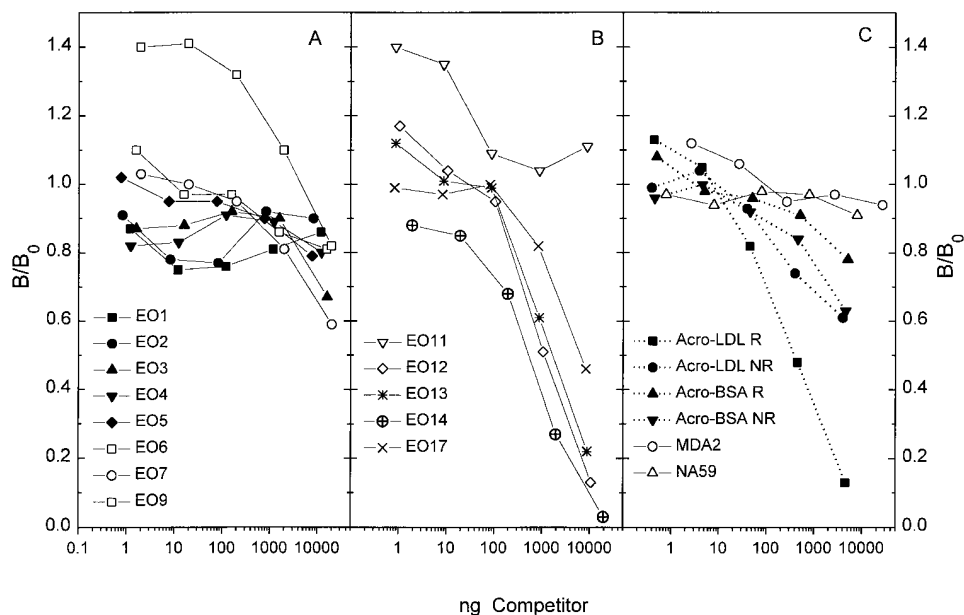 A
B
C
1.4
1.2
1.0
0.8
0.6
0.4
0.2
0.0
B/B0
EO1
EO2
EO3
EO4
EO5
EO6
EO7
EO9
EO11
EO12
EO13
EO14
EO17
Acro-LDL R
Acro-LDL NR
Acro-BSA R
Acro-BSA NR
MDA2
NA59
1.4
1.2
1.0
0.8
0.6
0.4
0.2
0.0
B/B0
0.1 1 10 100 1000 10000
1 10 100 1000 10000
1 10 100 1000 10000
ng Competitor